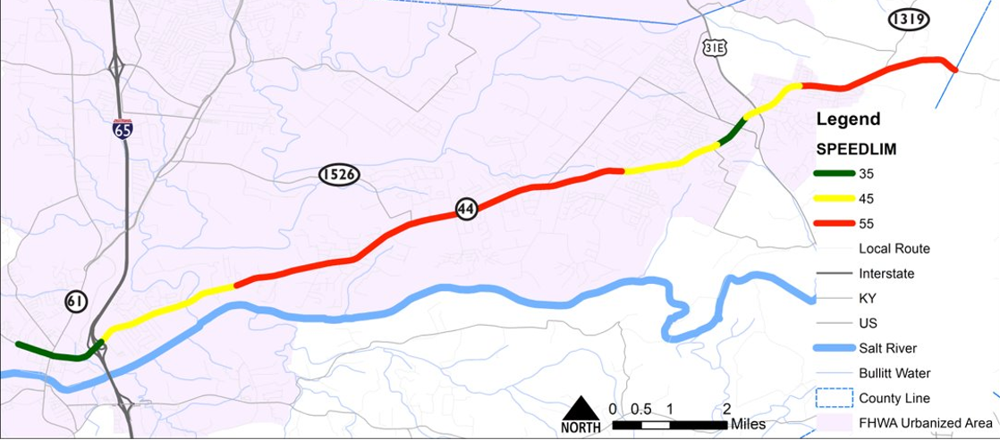 1319
31E
65
1526
44
61
Legend
SPEEDLIM
35
45
55
Local Route
Interstate
KY
US
Salt River
Bullitt Water
County Line
FHWA Urbanized Area
NORTH
0 0.5 1 2
Miles